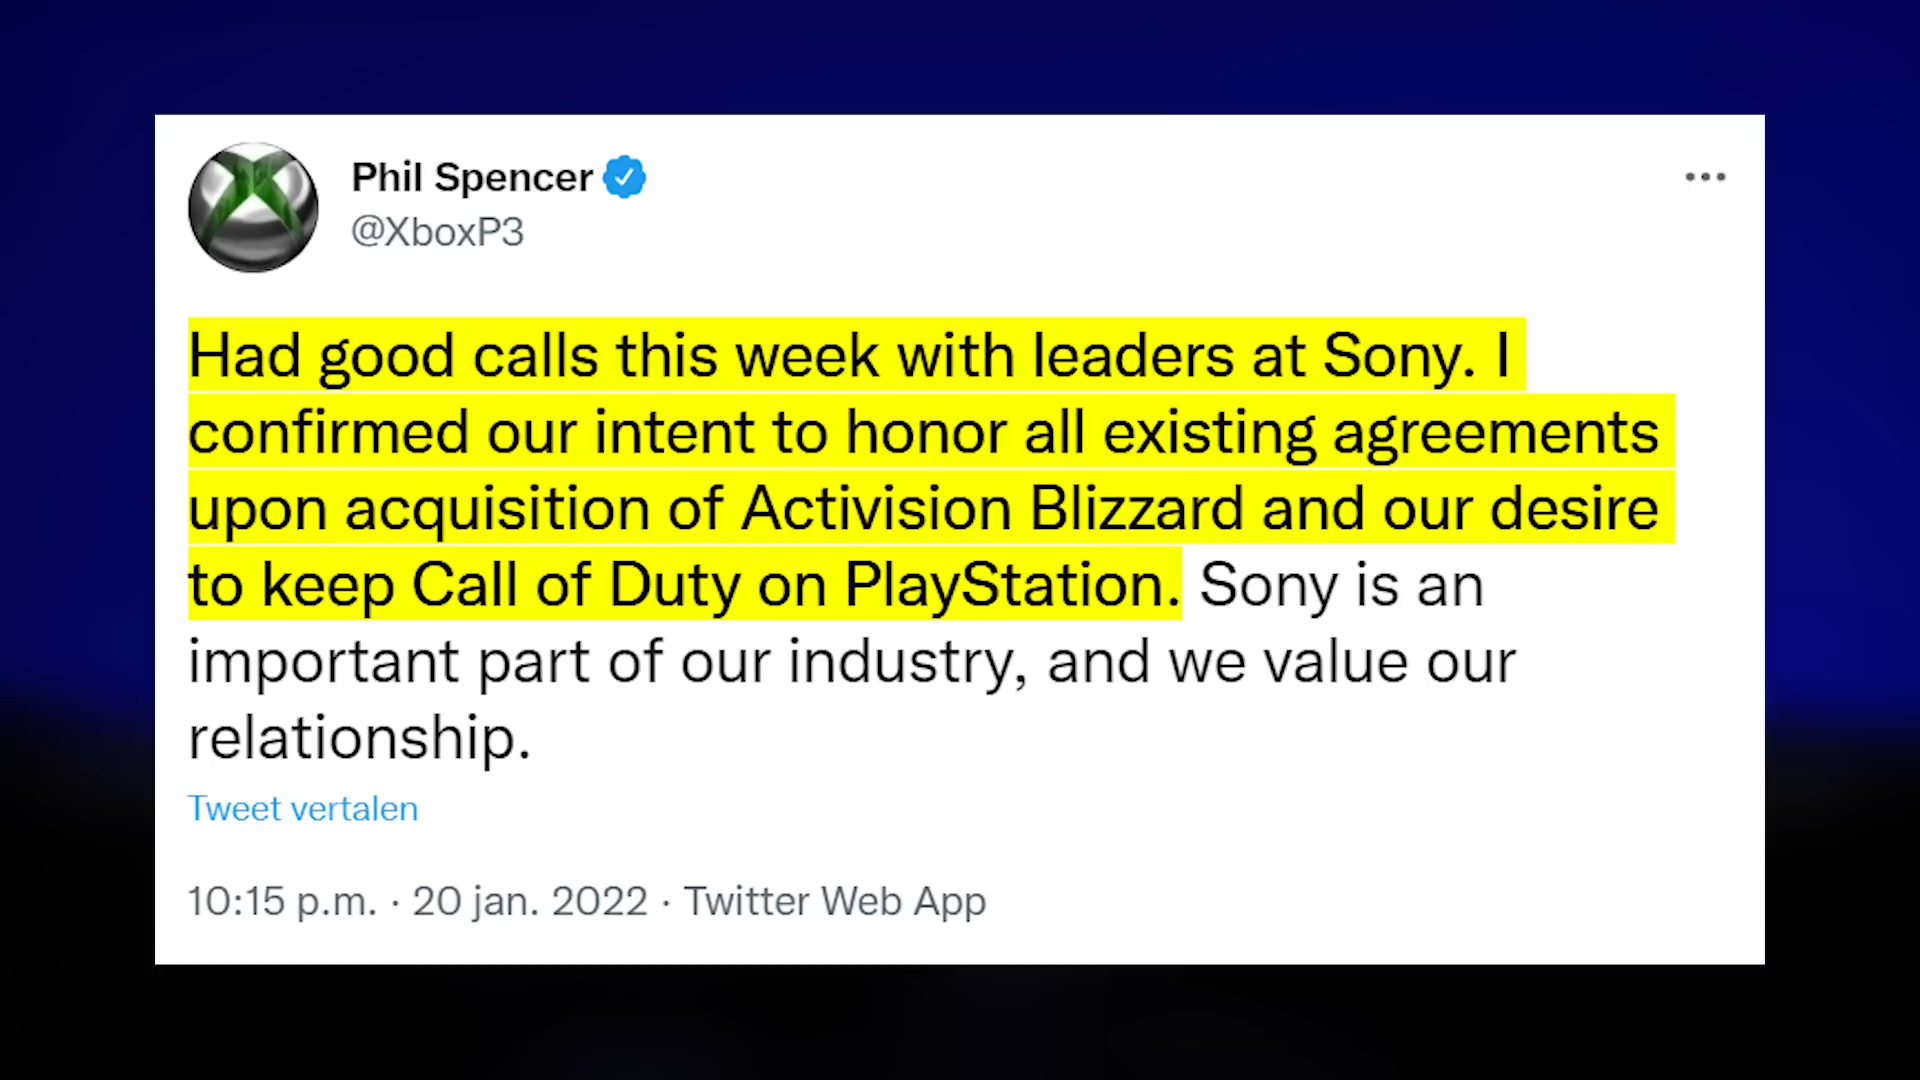 Phil Spencer
@XboxP3
Had good calls this week with leaders at Sony. I
confirmed our intent to honor all existing agreements
upon acquisition of Activision Blizzard and our desire
to keep Call of Duty on PlayStation. Sony is an
important part of our industry, and we value our
relationship.
Tweet vertalen
10:15 p.m. · 20 jan. 2022 · Twitter Web App